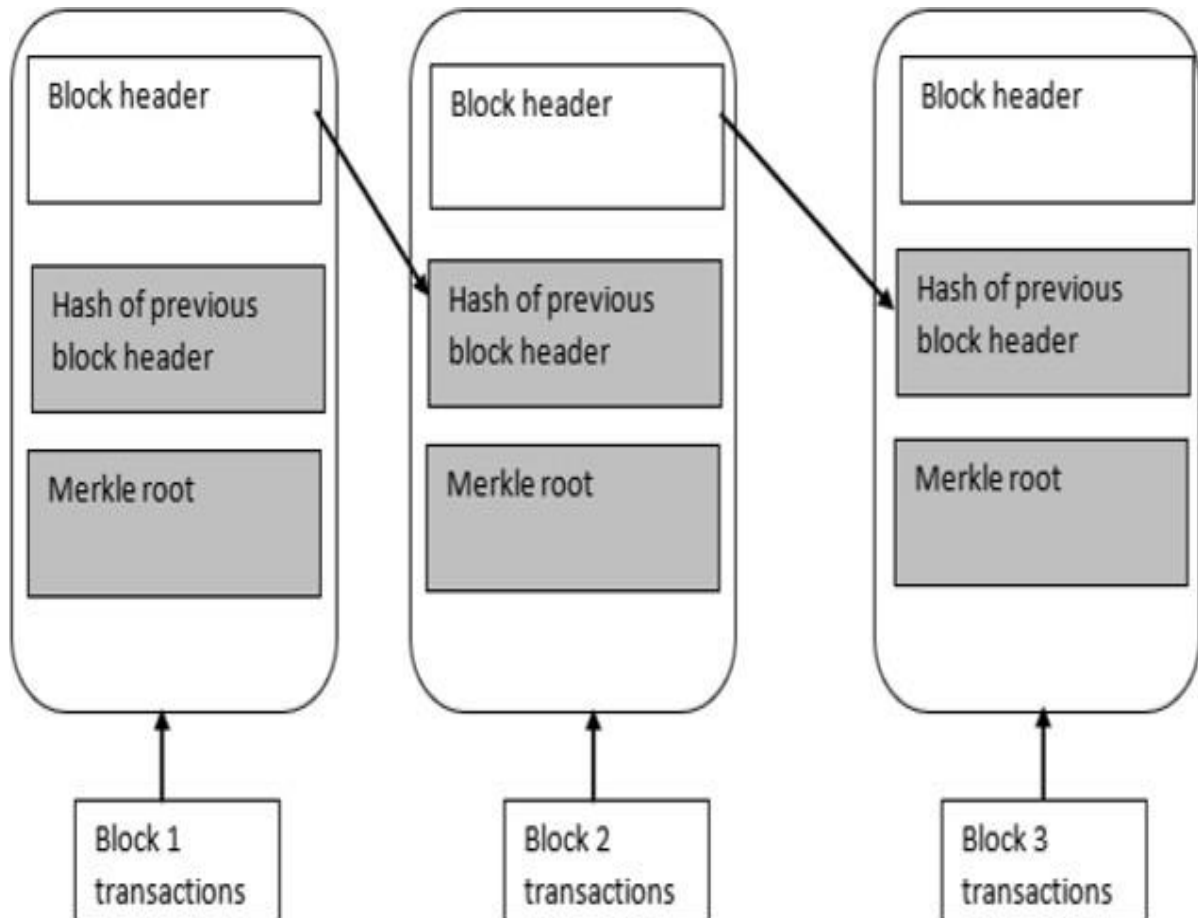 Block header
Hash of previous
block header
Merkle root
Block 1
transactions
Block header
Hash of previous
block header
Merkle root
Block 2
transactions
Block header
Hash of previous
block header
Merkle root
Block 3
transactions